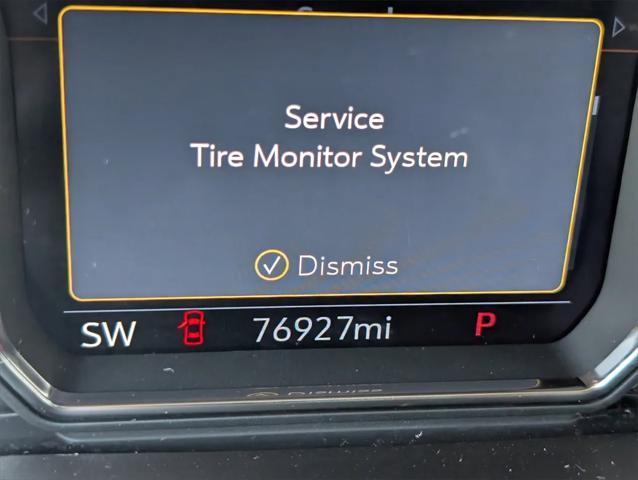 Service
Tire Monitor System
Dismiss
SW 76927mi P